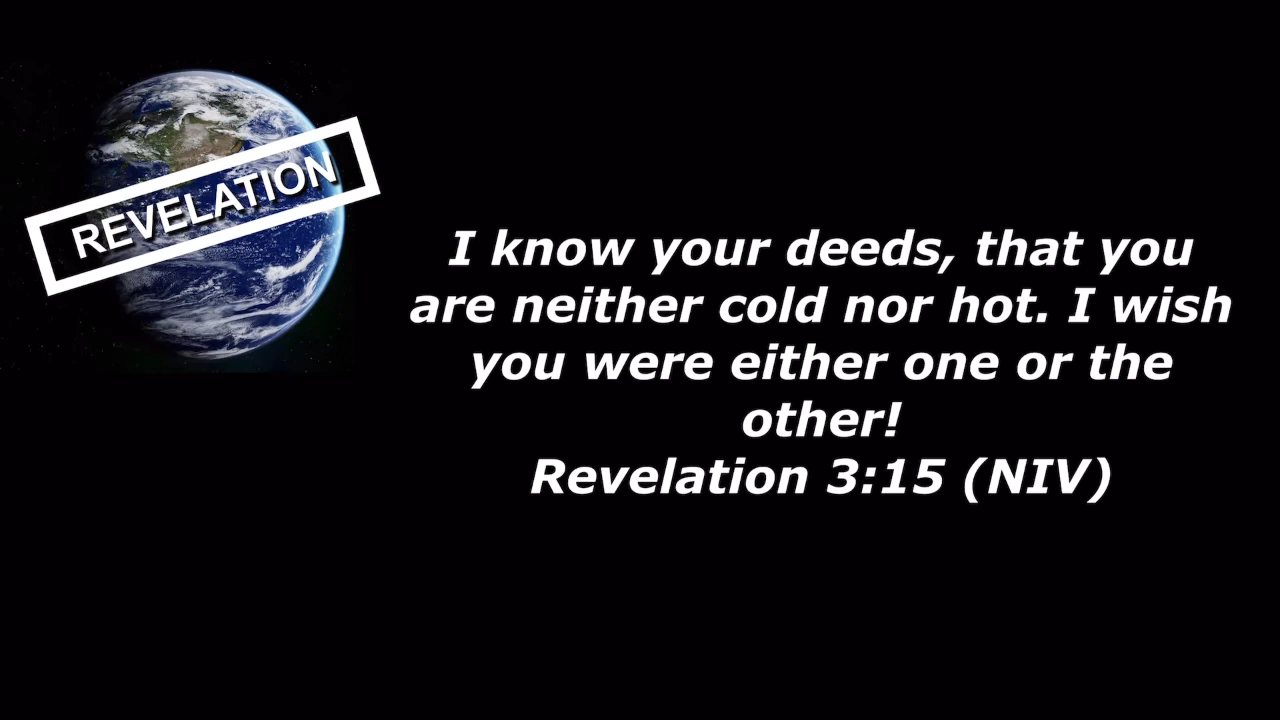 REVELATION
I know your deeds, that you
are neither cold nor hot. I wish
you were either one or the
other!
Revelation 3:15 (NIV)